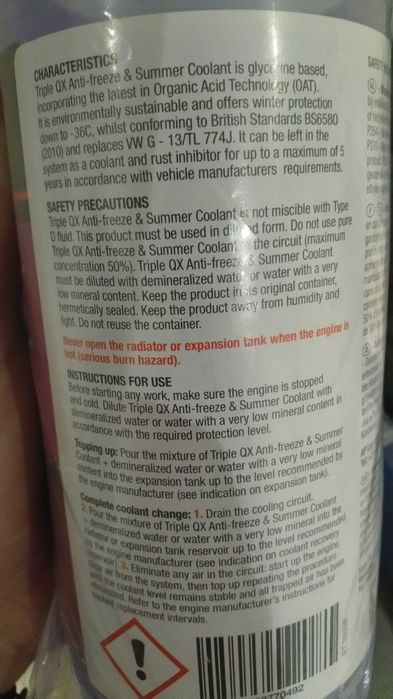 CHARACTERISTICS
Triple QX Anti-freeze & Summer Coolant is glyce ine based,
incorporating the latest in Organic Acid Technology (OAT).
It is environmentally sustainable and offers winter protection
down to -36C, whilst conforming to British Standards BS6580
(2010) and replaces VW G - 13/TL 774J. It can be left in the
system as a coolant and rust inhibitor for up to a maximum of 5
years in accordance with vehicle manufacturers requirements.
SAFETY PRECAUTIONS
Triple QX Anti-freeze & Summer Coolant is not miscible with Type
D fluid. This product must be used in diluted form. Do not use pure
Triple QX Anti-freeze & Summer Coolant the circuit (maximum
concentration 50%). Triple QX Anti-freeze & Summer Coolant
must be diluted with demineralized water or water with a very
low mineral content. Keep the product in its original container,
hermetically sealed. Keep the product away from humidity and
light. Do not reuse the container.
Never open the radiator or expansion tank when the engine is
hot (serious burn hazard).
INSTRUCTIONS FOR USE
Before starting any work, make sure the engine is stopped
and cold. Dilute Triple QX Anti-freeze & Summer Coolant with
demineralized water or water with a very low mineral content in
accordance with the required protection level.
Topping up: Pour the mixture of Triple QX Anti-freeze & Summer
Coolant + demineralized water or water with a very low mineral
content into the expansion tank up to the level recommended by
the engine manufacturer (see indication on expansion tank).
Complete coolant change: 1. Drain the cooling circuit.
2. Pour the mixture of Triple QX Anti-freeze & Summer Coolant
+ demineralized water or water with a very low mineral into the
radiator or expansion tank reservoir up to the level recommended
by the engine manufacturer (see indication on coolant recovery
reservoir). 3. Eliminate any air in the circuit: start up the engine,
clear air from the system, then top up repeating the procedure
until the coolant level remains stable and all trapped air has been
eliminated. Refer to the engine manufacturer's instructions for
coolant replacement intervals.
770492